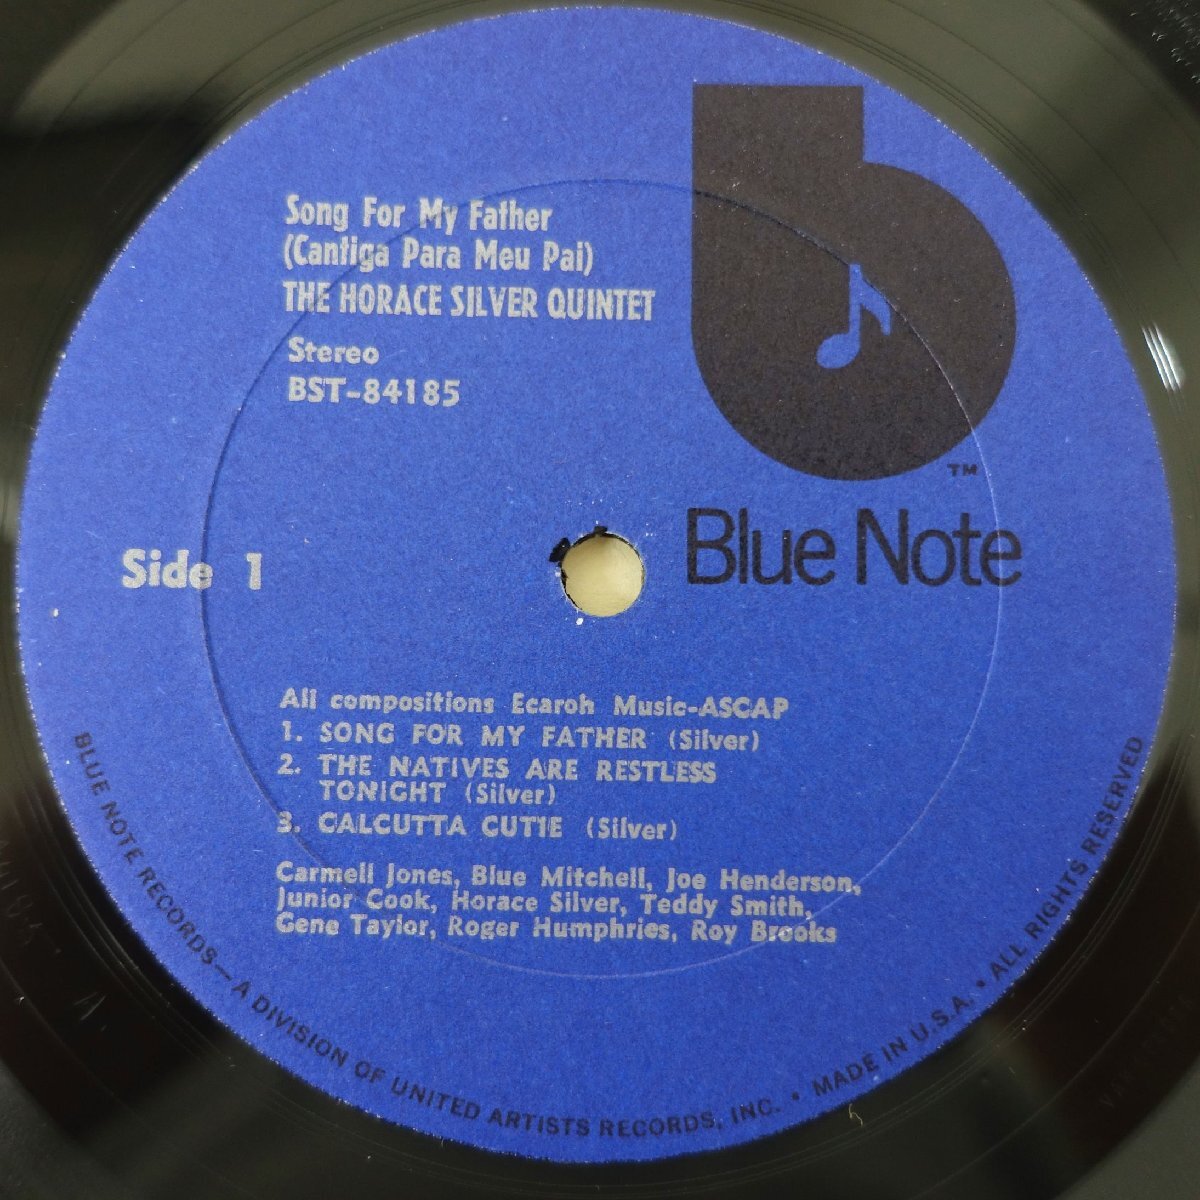 Song For My Father
(Cantiga Para Meu Pai)
THE HORACE SILVER QUINTET
Stereo
BST-84185
TM
Blue Note
Side 1
All compositions Ecaroh Music-ASCAP
1. SONG FOR MY FATHER (Silver)
2. THE NATIVES ARE RESTLESS
TONIGHT (Silver)
3. CALCUTTA CUTIE (Silver)
Carmell Jones, Blue Mitchell, Joe Henderson,
Junior Cook, Horace Silver, Teddy Smith,
Gene Taylor, Roger Humphries, Roy Brooks
BLUE NOTE RECORDS—A DIVISION OF UNITED ARTISTS RECORDS, INC. • MADE IN U.S.A. • ALL RIGHTS RESERVED